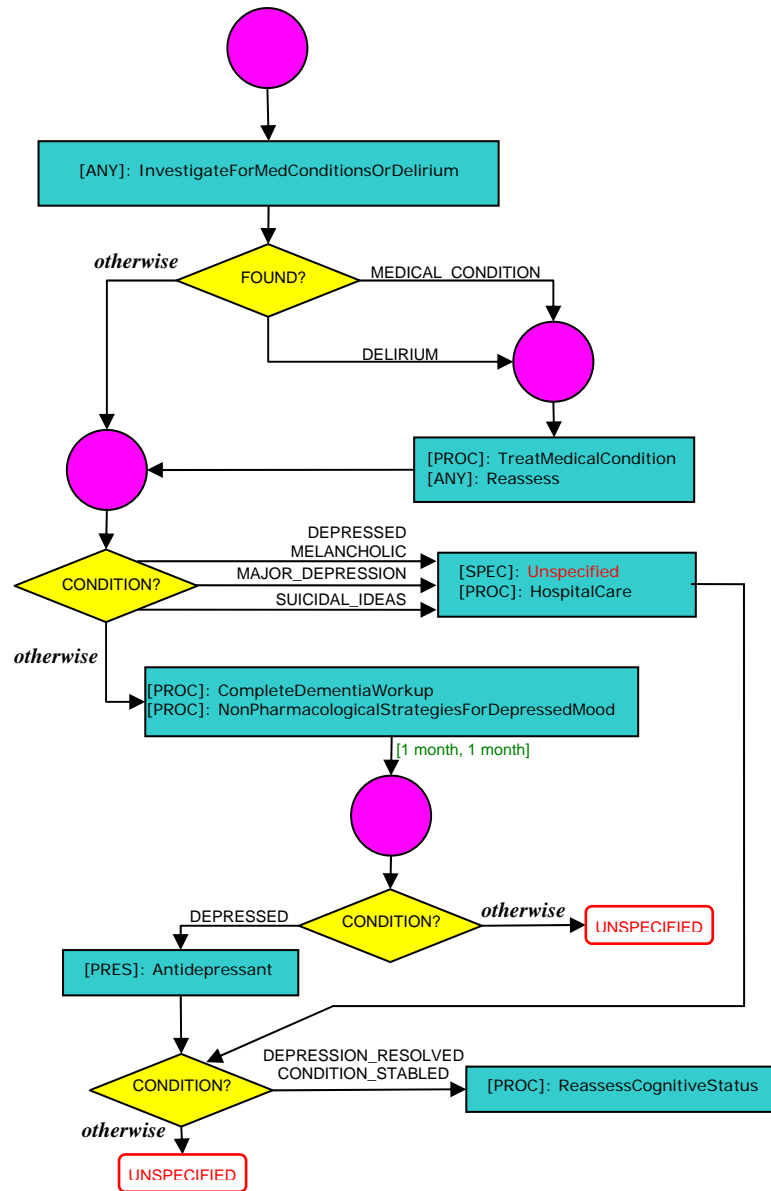 [ANY]: InvestigateForMedConditionsOrDelirium
otherwise
FOUND?
MEDICAL_CONDITION
DELIRIUM
[PROC]: TreatMedicalCondition
[ANY]: Reassess
DEPRESSED
MELANCHOLIC
CONDITION?
MAJOR_DEPRESSION
SUICIDAL_IDEAS
[SPEC]: Unspecified
[PROC]: HospitalCare
otherwise
[PROC]: CompleteDementiaWorkup
[PROC]: NonPharmacologicalStrategiesForDepressedMood
[1 month, 1 month]
DEPRESSED
CONDITION?
otherwise
UNSPECIFIED
[PRES]: Antidepressant
DEPRESSION_RESOLVED
CONDITION_STABLED
CONDITION?
[PROC]: ReassessCognitiveStatus
otherwise
UNSPECIFIED